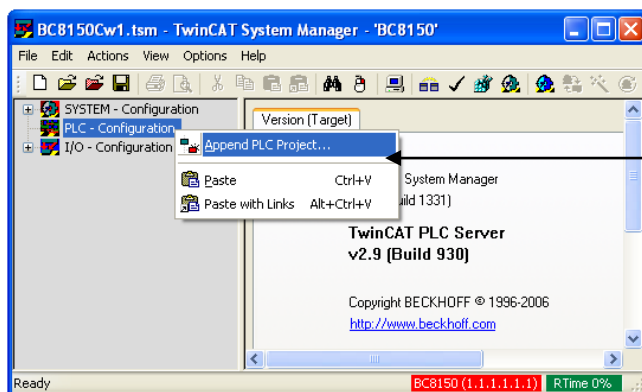 BC8150Cw1.tsm - TwinCAT System Manager - 'BC8150'
File Edit Actions View Options Help
SYSTEM - Configuration
PLC - Configuration
I/O - Configuration
Version (Target)
Append PLC Project...
Paste Ctrl+V
Paste with Links Alt+Ctrl+V
System Manager
1331)
TwinCAT PLC Server
v2.9 (Build 930)
Copyright BECKHOFF © 1996-2006
http://www.beckhoff.com
Ready
BC8150 (1.1.1.1.1.1) RTime 0%